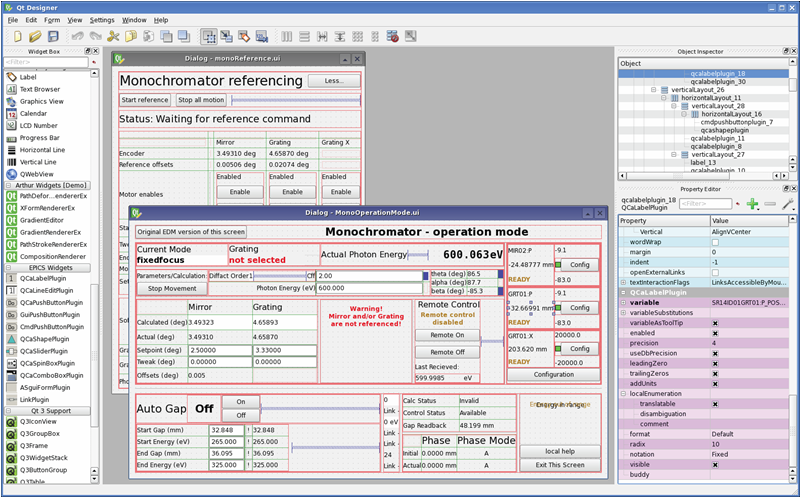 Qt Designer
File Edit Form View Settings Window Help
Widget Box
<Filter>
Label
Text Browser
Graphics View
Calendar
LCD Number
Progress Bar
Horizontal Line
Vertical Line
QWebView
Arthur Widgets [Demo]
PathDefor...endererEx
XFormRendererEx
GradientEditor
GradientRendererEx
PathStrokeRendererEx
CompositionRenderer
EPICS Widgets
QCaLabelPlugin
QCaLineEditPlugin
QCaPushButtonPlugin
GuiPushButtonPlugin
CmdPushButtonPlugin
QCaShapePlugin
QCaSliderPlugin
QCaSpinBoxPlugin
QCaComboBoxPlugin
ASguiFormPlugin
LinkPlugin
Qt 3 Support
Q3IconView
Q3GroupBox
Q3Frame
Q3WidgetStack
Q3ButtonGroup
Q3Table
Dialog - monoReference.ui
Monochromator referencing
Less...
Start reference Stop all motion
Status: Waiting for reference command
Mirror Grating Grating X
Encoder 3.49310 deg 4.65870 deg
Reference offsets 0.00506 deg 0.02074 deg
Enabled Enabled Enabled
Motor enables Enable Enable
Dialog - MonoOperationMode.ui
Original EDM version of this screen
Monochromator - operation mode
Current Mode
fixedfocus
Grating
not selected
Actual Photon Energy
600.063eV
Parameters/Calculation:
Diffact Order1
Cff 2.00
Stop Movement
Photon Energy (eV) 600.000
theta (deg) 86.5
alpha (deg) 87.7
beta (deg) -85.3
Mirror Grating
Calculated (deg) 3.49323 4.65893
Actual (deg) 3.49310 4.65870
Setpoint (deg) 2.50000 3.33000
Tweak (deg) 0.00000 0.00000
Offsets (deg) 0.005
Warning!
Mirror and/or Grating
are not referenced!
Remote Control
Remote control
disabled
Remote On
Remote Off
Last Recieved:
599.9985 eV
MIR02:P -9.1
-24.48777 mm Config
READY -83.0
GRT01:P -9.1
32.66991 mm Config
READY -83.0
GRT01:X 20000.0
203.620 mm Config
READY -20000.0
Configuration
Auto Gap Off
On
Off
Start Gap (mm) 32.848 ! 32.848
Start Energy (eV) 265.000 ! 265.000
End Gap (mm) 36.095 ! 36.095
End Energy (eV) 325.000 ! 325.000
0
Link -
0 eV
Link -
Link -
24
Link -
Calc Status Invalid
Control Status Available
Gap Readback 48.199 mm
Phase Phase Mode
Initial 0.0000 mm A
Actual 0.0000 mm A
local help
Exit This Screen
Object Inspector
<Filter>
Object
qcalabelplugin_18
qcalabelplugin_30
verticalLayout_26
horizontalLayout_11
verticalLayout_28
horizontalLayout_16
cmdpushbuttonplugin_7
qcashapeplugin
qcalabelplugin_11
qcalabelplugin_8
verticalLayout_27
label_13
qcalabelplugin_10
Property Editor
<Filter>
qcalabelplugin_18
QCaLabelPlugin
Property Value
Vertical AlignVCenter
wordWrap
margin 0
indent -1
openExternalLinks
textInteractionFlags LinksAccessibleByMou...
QCaLabelPlugin
variable SR14ID01GRT01:P_POS...
variableSubstitutions
variableAsToolTip
enabled
precision 4
useDbPrecision
leadingZero
trailingZeros
addUnits
localEnumeration
translatable
disambiguation
comment
format Default
radix 10
notation Fixed
visible
buddy